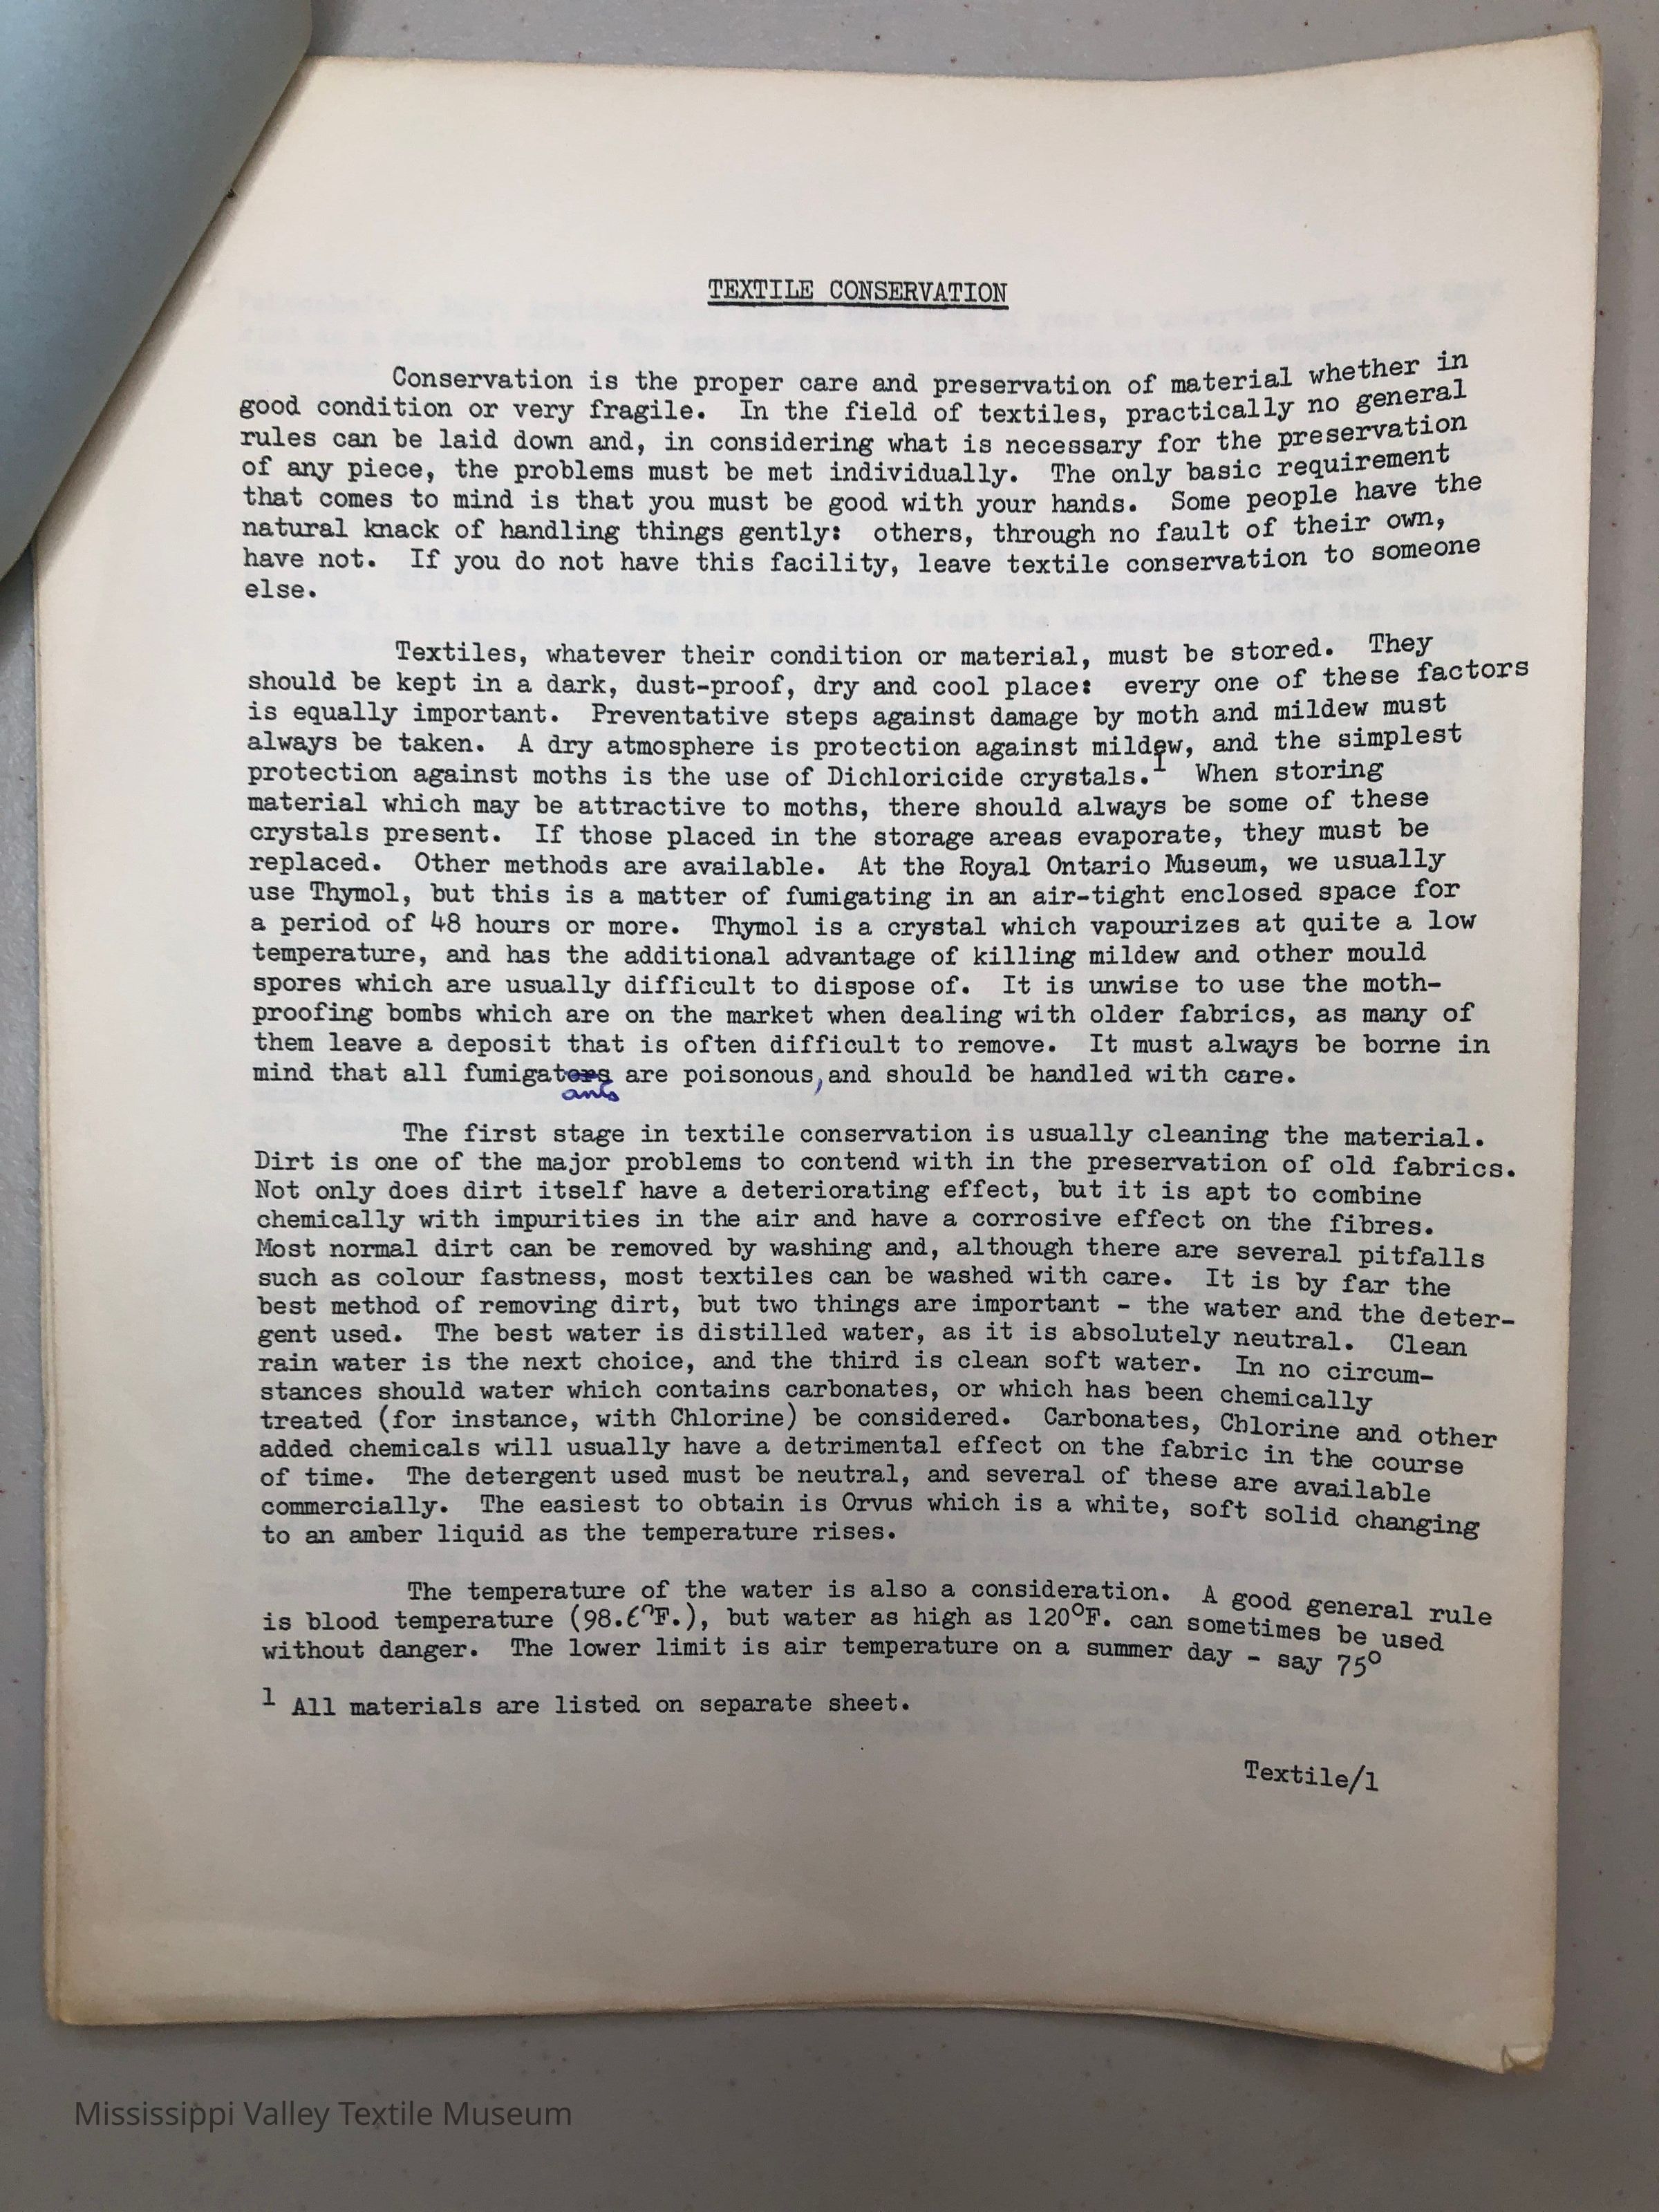 TEXTILE CONSERVATION
Conservation is the proper care and preservation of material whether in
good condition or very fragile. In the field of textiles, practically no general
rules can be laid down and, in considering what is necessary for the preservation
of any piece, the problems must be met individually. The only basic requirement
that comes to mind is that you must be good with your hands. Some people have the
natural knack of handling things gently: others, through no fault of their own,
have not. If you do not have this facility, leave textile conservation to someone
else.
Textiles, whatever their condition or material, must be stored. They
should be kept in a dark, dust-proof, dry and cool place: every one of these factors
is equally important. Preventative steps against damage by moth and mildew must
always be taken. A dry atmosphere is protection against mildew, and the simplest
protection against moths is the use of Dichloricide crystals.1 When storing
material which may be attractive to moths, there should always be some of these
crystals present. If those placed in the storage areas evaporate, they must be
replaced. Other methods are available. At the Royal Ontario Museum, we usually
use Thymol, but this is a matter of fumigating in an air-tight enclosed space for
a period of 48 hours or more. Thymol is a crystal which vapourizes at quite a low
temperature, and has the additional advantage of killing mildew and other mould
spores which are usually difficult to dispose of. It is unwise to use the moth-
proofing bombs which are on the market when dealing with older fabrics, as many of
them leave a deposit that is often difficult to remove. It must always be borne in
mind that all fumigators are poisonous, and should be handled with care.
ants
The first stage in textile conservation is usually cleaning the material.
Dirt is one of the major problems to contend with in the preservation of old fabrics.
Not only does dirt itself have a deteriorating effect, but it is apt to combine
chemically with impurities in the air and have a corrosive effect on the fibres.
Most normal dirt can be removed by washing and, although there are several pitfalls
such as colour fastness, most textiles can be washed with care. It is by far the
best method of removing dirt, but two things are important - the water and the deter-
gent used. The best water is distilled water, as it is absolutely neutral. Clean
rain water is the next choice, and the third is clean soft water. In no circum-
stances should water which contains carbonates, or which has been chemically
treated (for instance, with Chlorine) be considered. Carbonates, Chlorine and other
added chemicals will usually have a detrimental effect on the fabric in the course
of time. The detergent used must be neutral, and several of these are available
commercially. The easiest to obtain is Orvus which is a white, soft solid changing
to an amber liquid as the temperature rises.
The temperature of the water is also a consideration. A good general rule
is blood temperature (98.6°F.), but water as high as 120°F. can sometimes be used
without danger. The lower limit is air temperature on a summer day - say 75°
1 All materials are listed on separate sheet.
Textile/1
Mississippi Valley Textile Museum